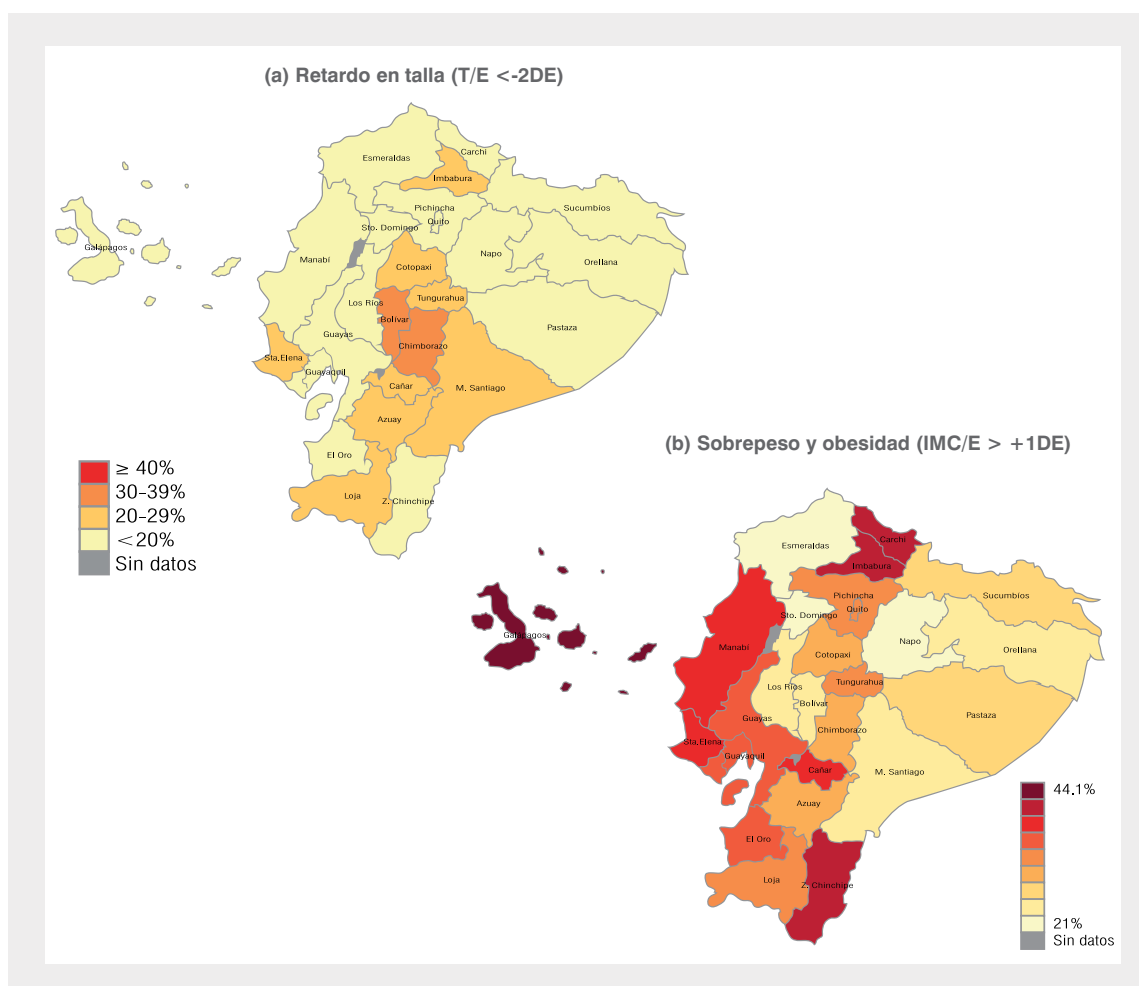 (a) Retardo en talla (T/E <-2DE)
Carchi
Esmeraldas
Imbabura
Pichincha
Sucumbíos
Quito
Sto. Domingo
Galápagos
Manabí
Napo
Orellana
Cotopaxi
Tungurahua
Los Ríos
Bolívar
Pastaza
Guayas
Chimborazo
Sta.Elena
Guayaquil
Cañar
M. Santiago
Azuay
El Oro
Loja
Z. Chinchipe
≥ 40%
30-39%
20-29%
<20%
Sin datos
(b) Sobrepeso y obesidad (IMC/E > +1DE)
Carchi
Esmeraldas
Imbabura
Pichincha
Sucumbíos
Quito
Sto. Domingo
Galápagos
Napo
Manabí
Orellana
Cotopaxi
Tungurahua
Los Ríos
Bolívar
Pastaza
Guayas
Chimborazo
Sta.Elena
Guayaquil
Cañar
M. Santiago
Azuay
El Oro
Loja
Z. Chinchipe
44.1%
21%
Sin datos